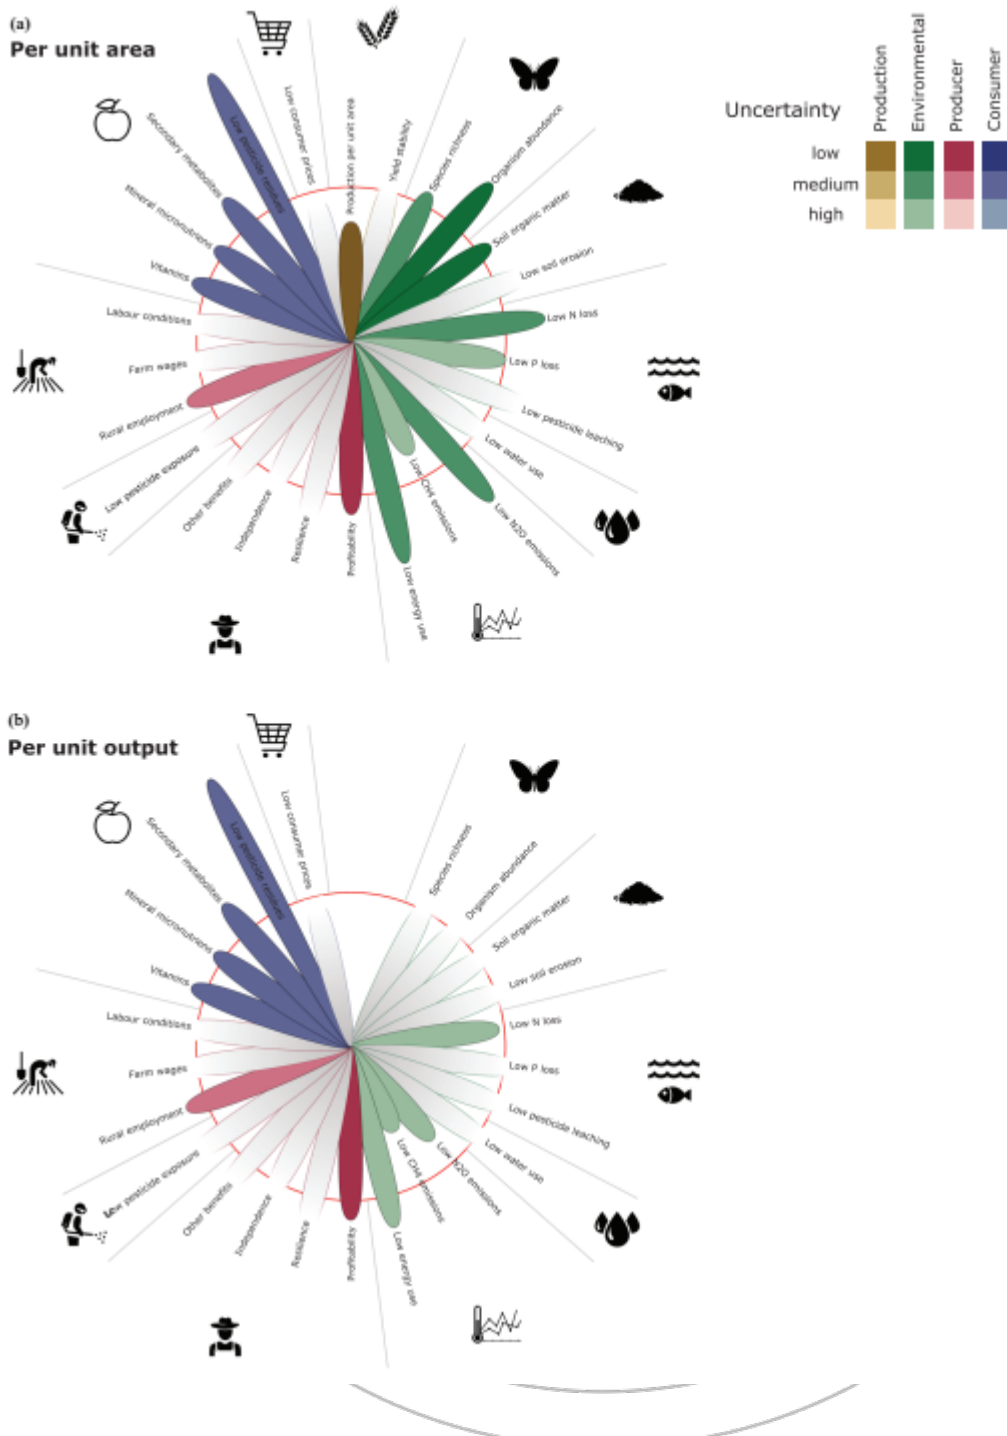 (a)
Per unit area
Uncertainty
Production
Environmental
Producer
Consumer
low
medium
high
Low consumer prices
Production per unit area
Yield stability
Species richness
Organism abundance
Soil organic matter
Low soil erosion
Low N loss
Low P loss
Low pesticide leaching
Low water use
Low N2O emissions
Low CH4 emissions
Low energy use
Profitability
Resilience
Independence
Other benefits
Low pesticide exposure
Rural employment
Farm wages
Labour conditions
Vitamins
Mineral micronutriens
Secondary metabolites
Low pesticide residues
(b)
Per unit output
Low consumer prices
Species richness
Organism abundance
Soil organic matter
Low soil erosion
Low N loss
Low P loss
Low pesticide leaching
Low water use
Low N2O emissions
Low CH4 emissions
Low energy use
Profitability
Resilience
Independence
Other benefits
Low pesticide exposure
Rural employment
Farm wages
Labour conditions
Vitamins
Mineral micronutriens
Secondary metabolites
Low pesticide residues